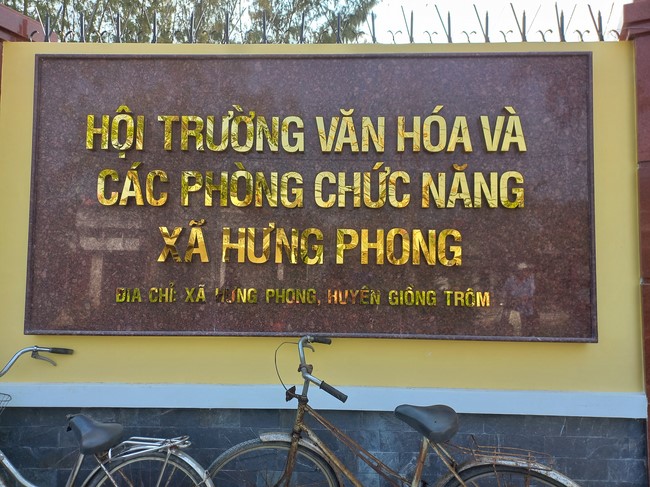 HỘI TRƯỜNG VĂN HÓA VÀ
CÁC PHÒNG CHỨC NĂNG
XÃ HƯNG PHONG
ĐỊA CHỈ: XÃ HƯNG PHONG, HUYỆN GIỒNG TRÔM